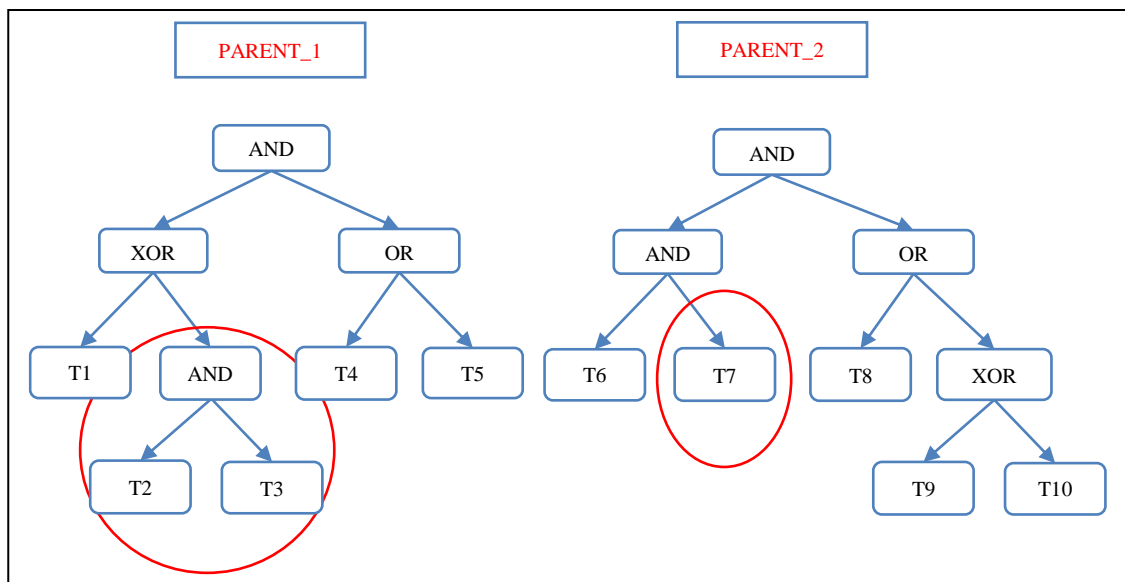 PARENT_1
PARENT_2
AND
AND
XOR
OR
AND
OR
T1
AND
T4
T5
T6
T7
T8
XOR
T2
T3
T9
T10